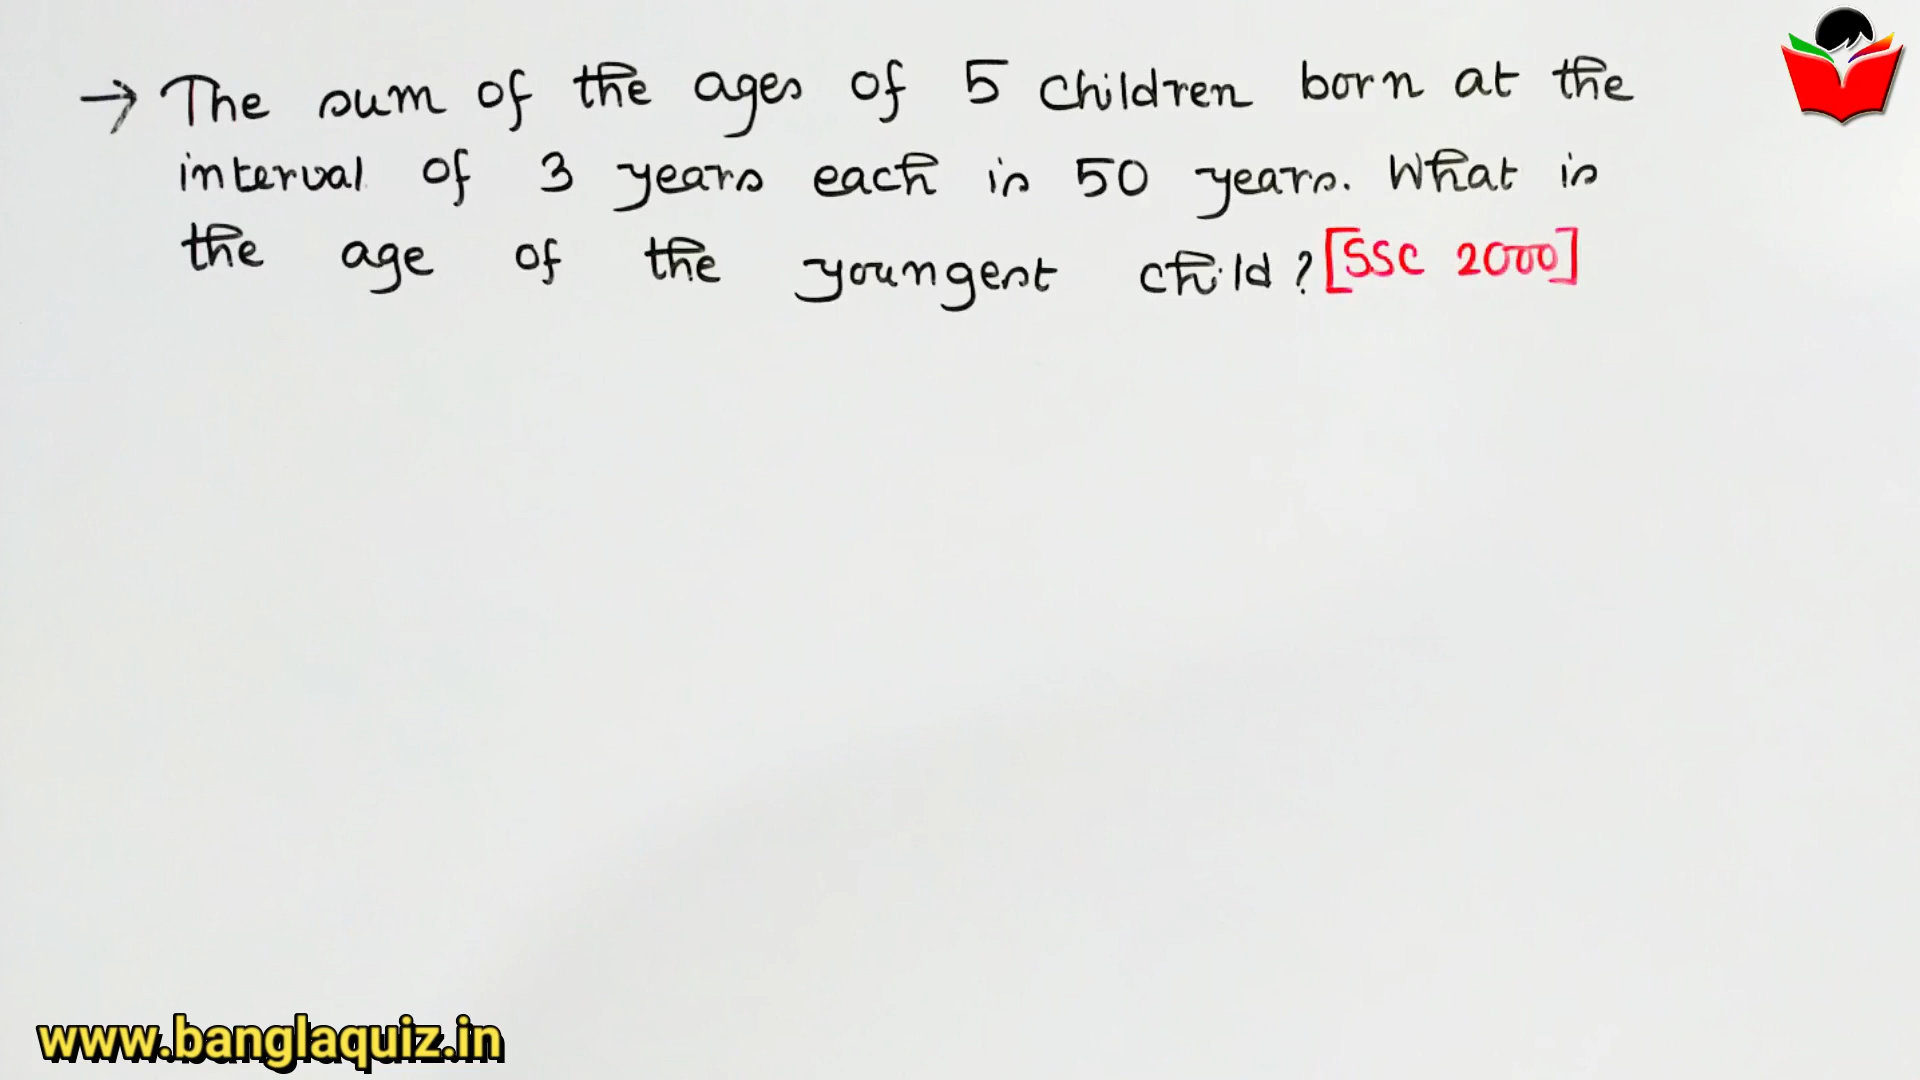 → The sum of the ages of 5 children born at the
interval of 3 years each is 50 years. What is
the age of the youngest child? [SSC 2000]
www.banglaquiz.in